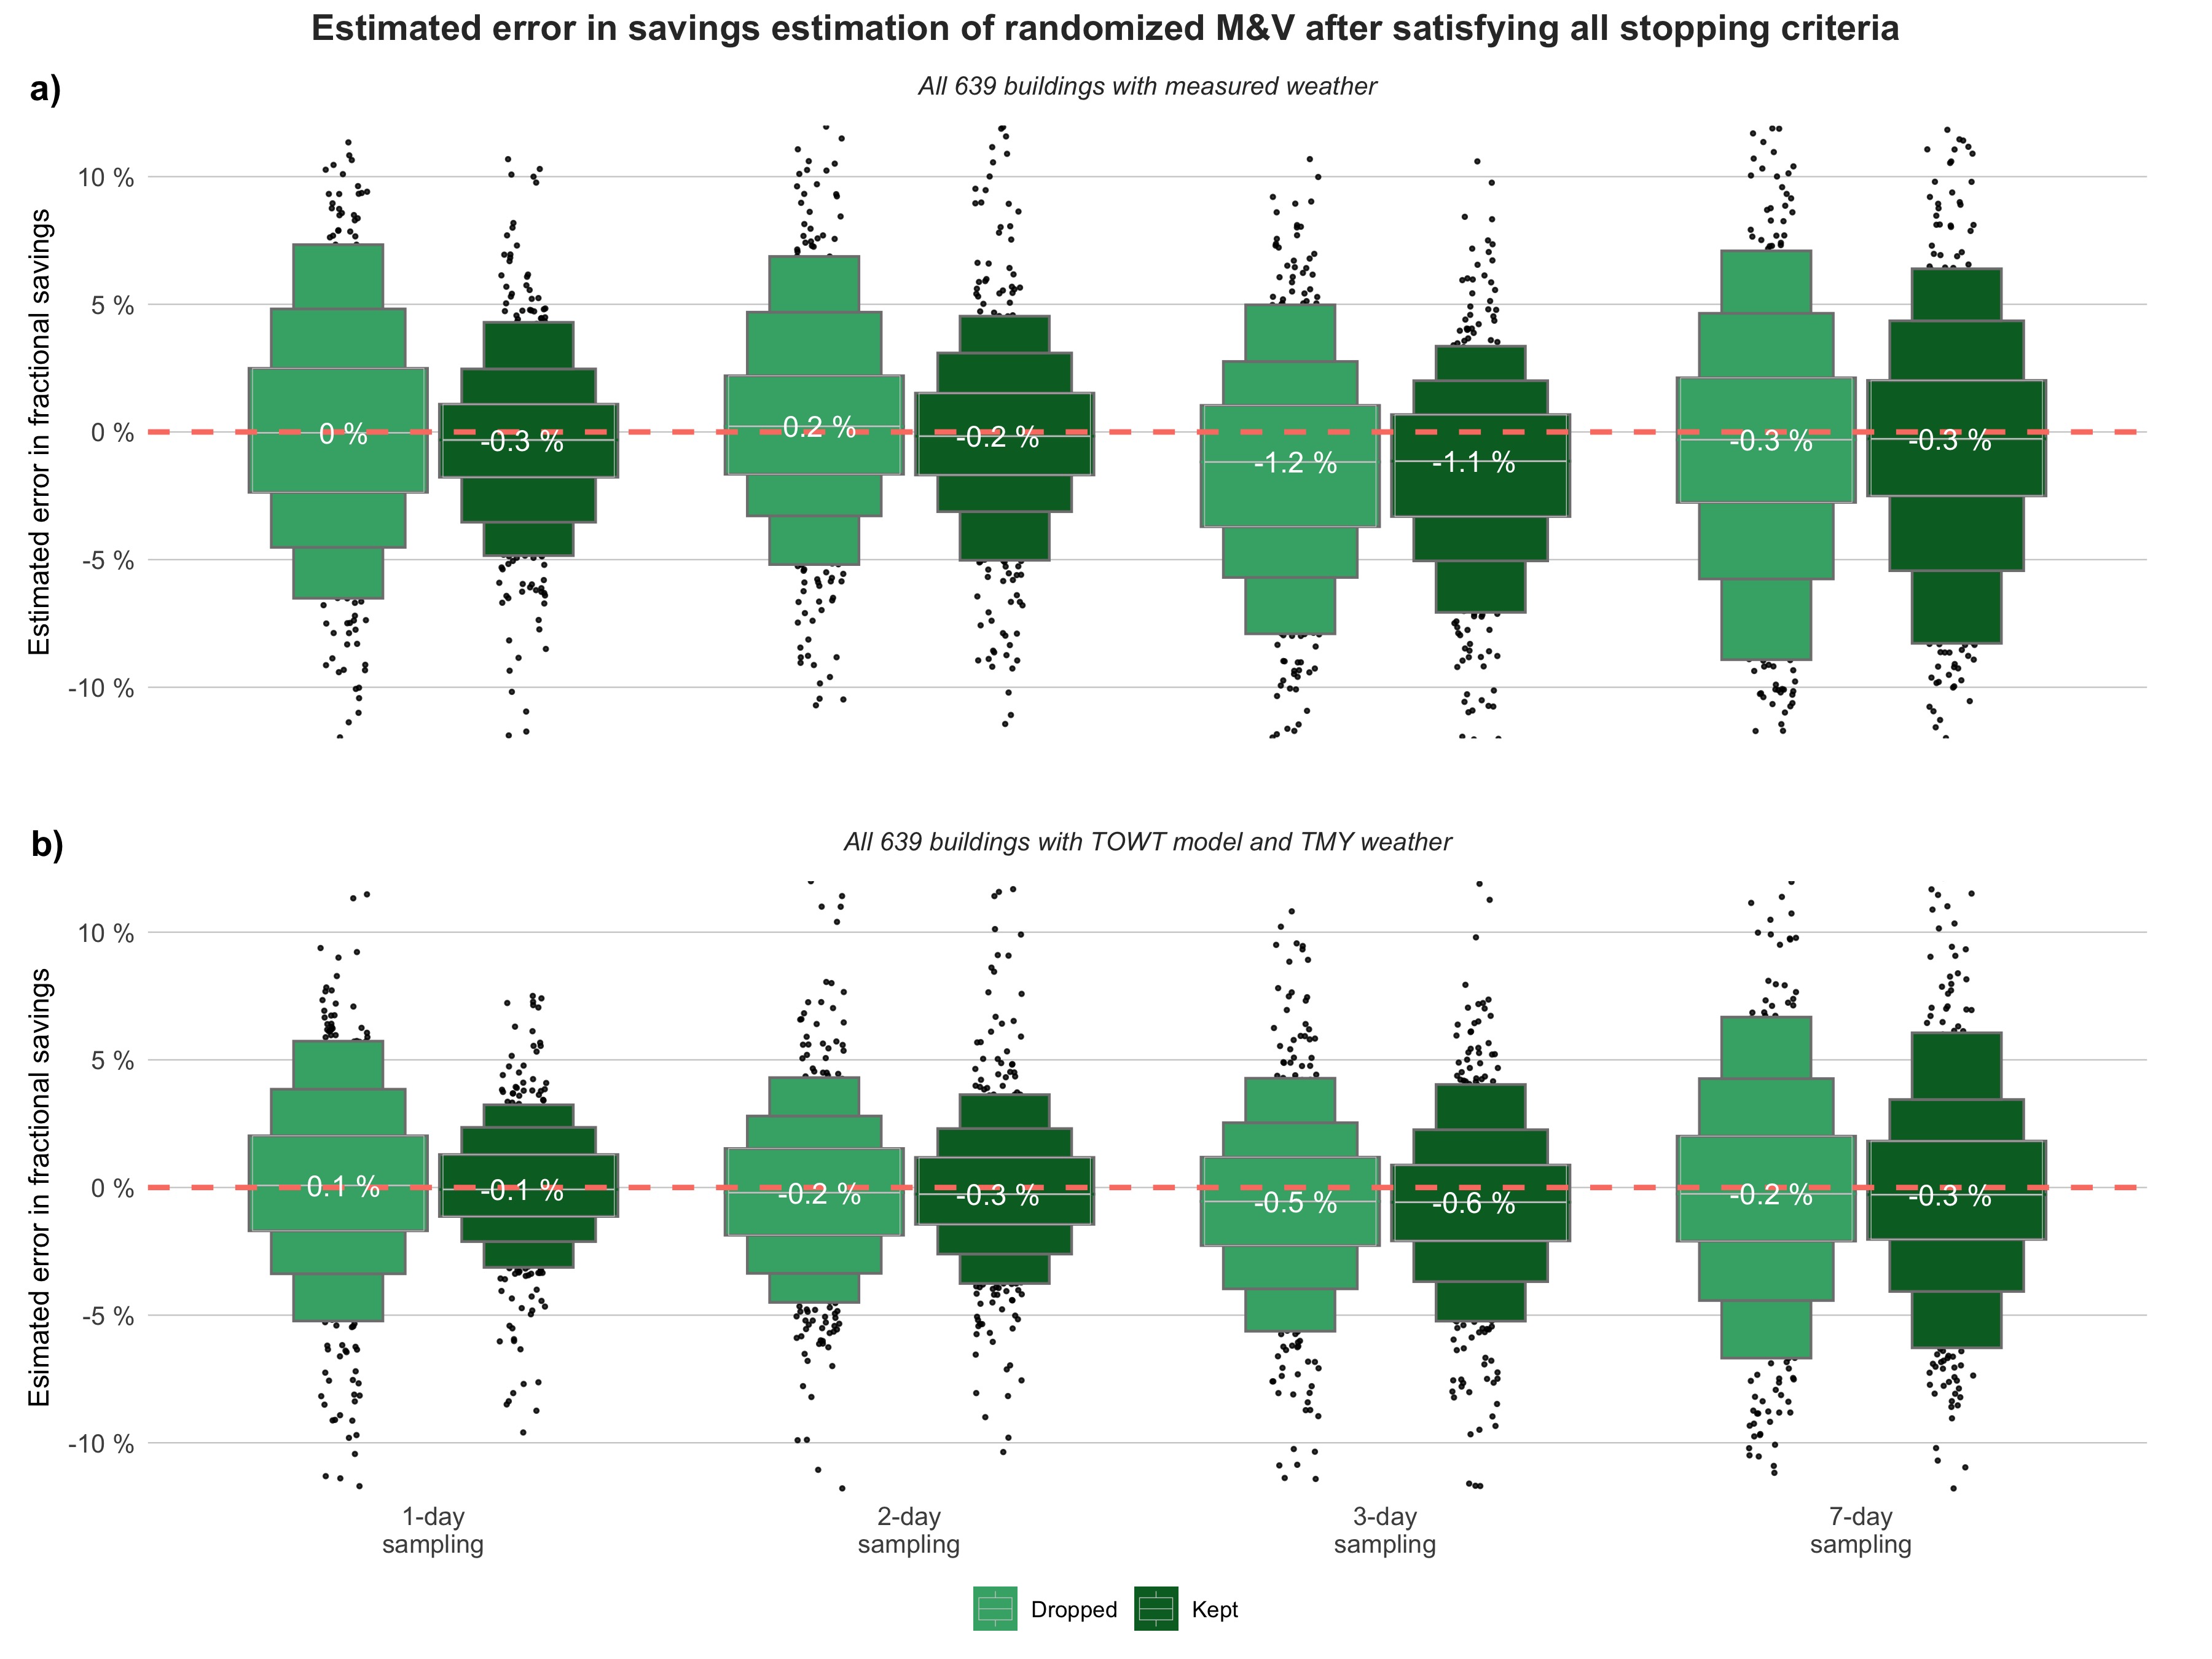 Estimated error in savings estimation of randomized M&V after satisfying all stopping criteria
a)
All 639 buildings with measured weather
Estimated error in fractional savings
10 %
5 %
0 %
-5 %
-10 %
0 %
-0.3 %
0.2 %
-0.2 %
-1.2 %
-1.1 %
-0.3 %
-0.3 %
b)
All 639 buildings with TOWT model and TMY weather
Esimated error in fractional savings
10 %
5 %
0 %
-5 %
-10 %
0.1 %
-0.1 %
-0.2 %
-0.3 %
-0.5 %
-0.6 %
-0.2 %
-0.3 %
1-day
sampling
2-day
sampling
3-day
sampling
7-day
sampling
Dropped
Kept